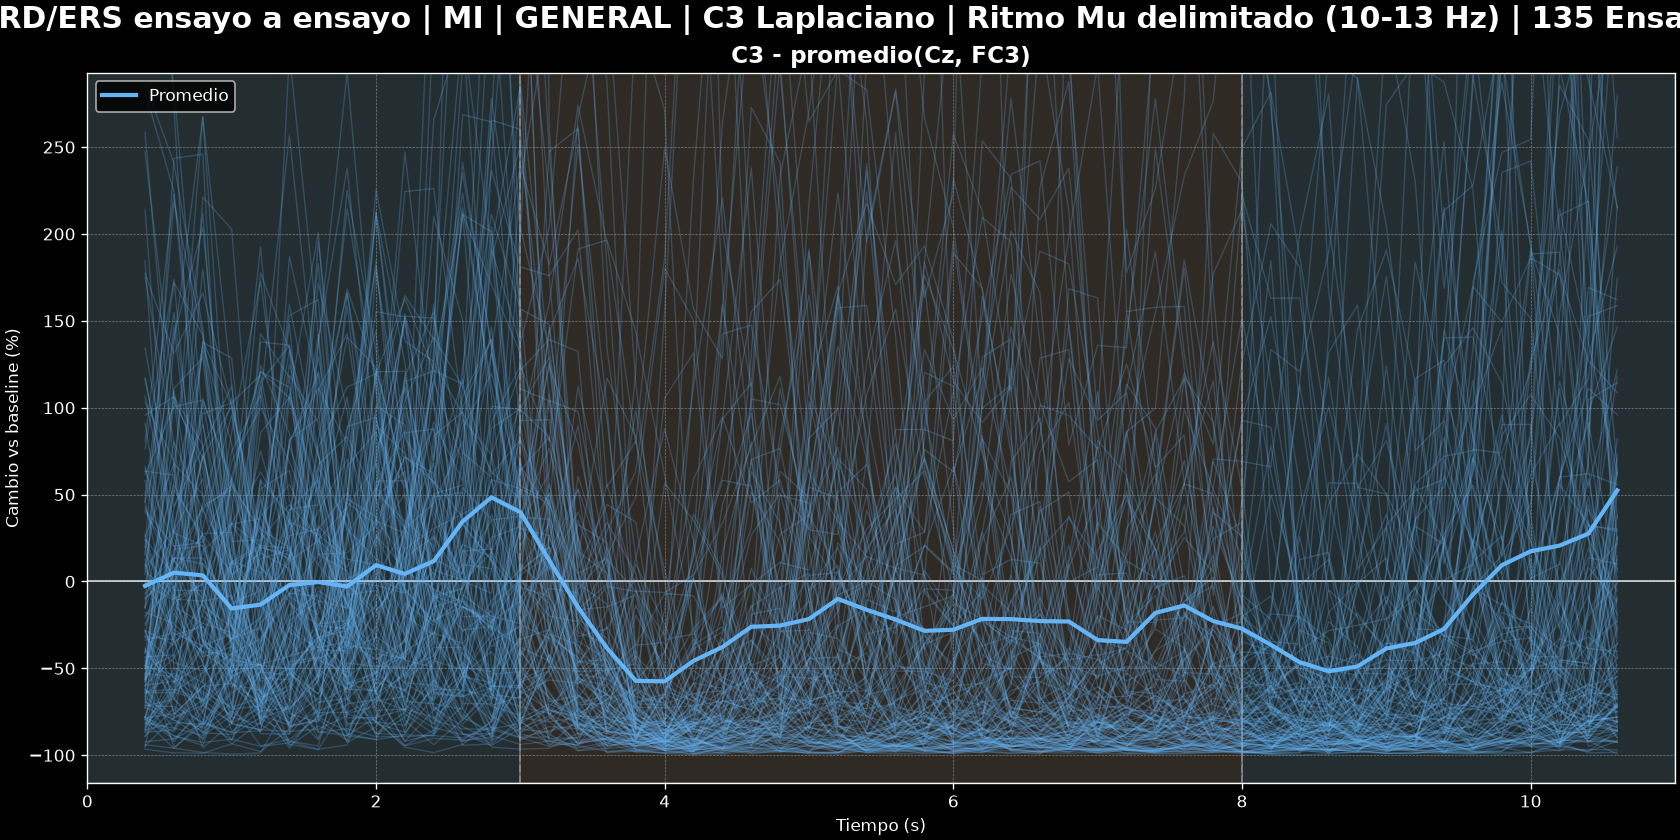 RD/ERS ensayo a ensayo | MI | GENERAL | C3 Laplaciano | Ritmo Mu delimitado (10-13 Hz) | 135 Ensa
C3 - promedio(Cz, FC3)
Promedio
Cambio vs baseline (%)
250
200
150
100
50
0
−50
−100
0 2 4 6 8 10
Tiempo (s)